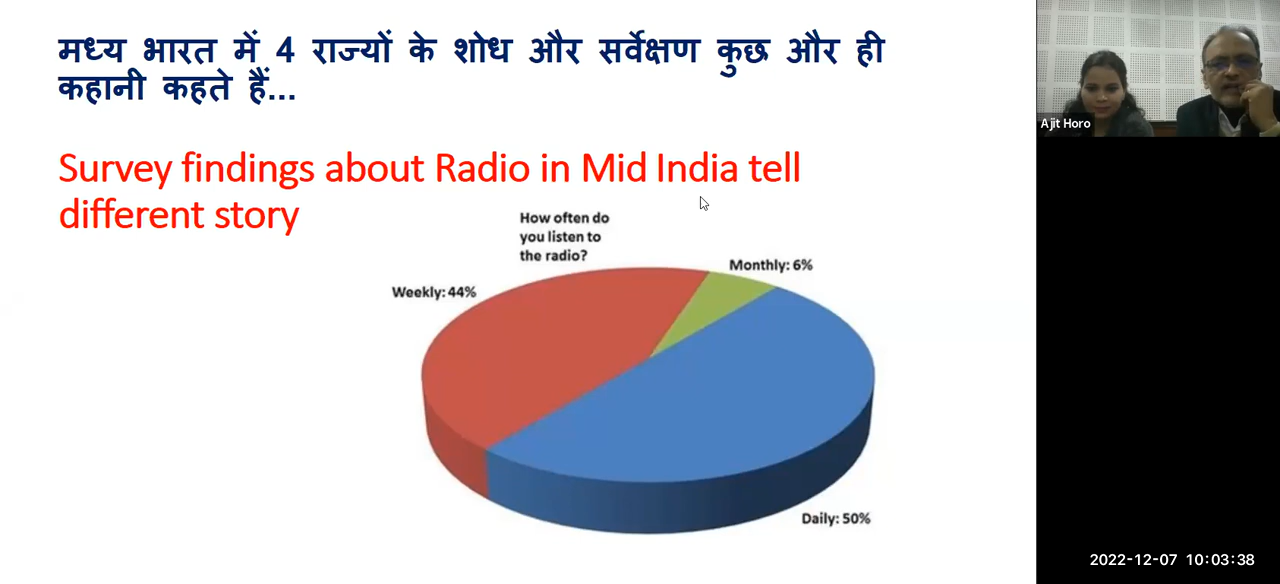 मध्य भारत में 4 राज्यों के शोध और सर्वेक्षण कुछ और ही
कहानी कहते हैं...
Survey findings about Radio in Mid India tell
different story
How often do
you listen to
the radio?
Monthly: 6%
Weekly: 44%
Daily: 50%
Ajit Horo
2022-12-07 10:03:38